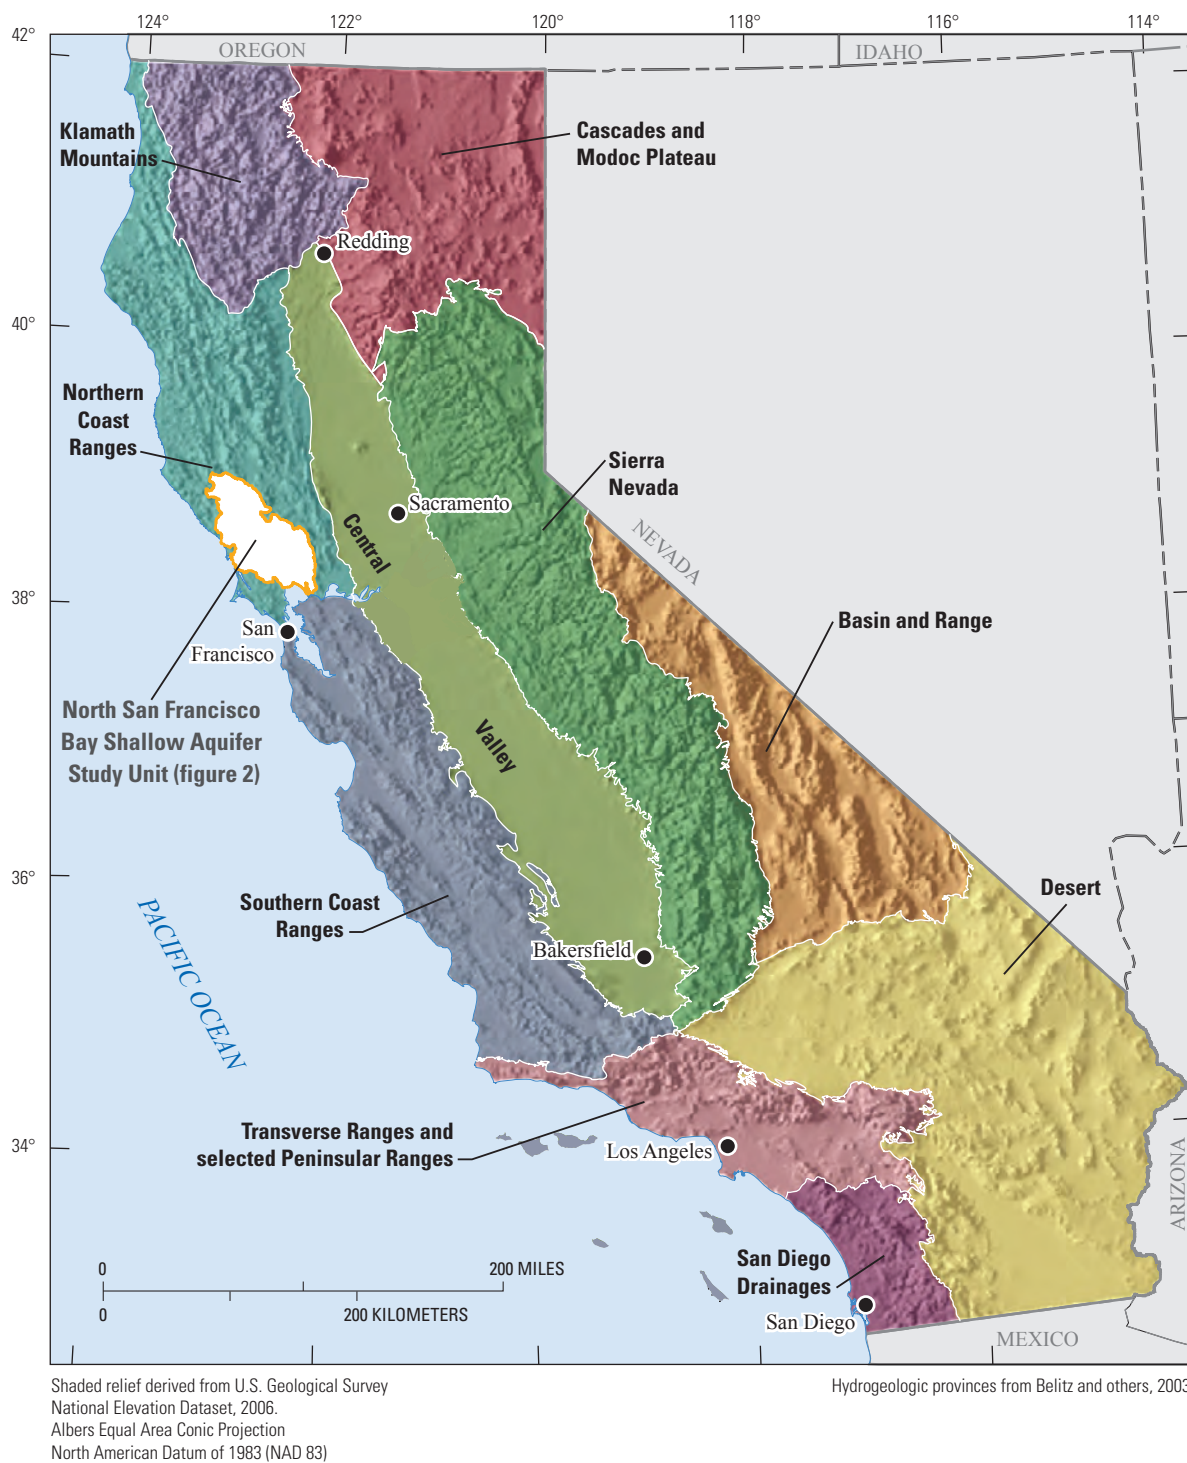 124°
122°
120°
118°
116°
114°
42°
OREGON
IDAHO
Klamath
Mountains
Cascades and
Modoc Plateau
Redding
40°
Northern
Coast
Ranges
Sierra
Nevada
Sacramento
Central
NEVADA
38°
San
Francisco
Basin and Range
North San Francisco
Bay Shallow Aquifer
Study Unit (figure 2)
Valley
36°
Desert
Southern Coast
Ranges
PACIFIC OCEAN
Bakersfield
34°
Transverse Ranges and
selected Peninsular Ranges
Los Angeles
ARIZONA
San Diego
Drainages
0
200 MILES
0
200 KILOMETERS
San Diego
MEXICO
Shaded relief derived from U.S. Geological Survey
National Elevation Dataset, 2006.
Albers Equal Area Conic Projection
North American Datum of 1983 (NAD 83)
Hydrogeologic provinces from Belitz and others, 2003